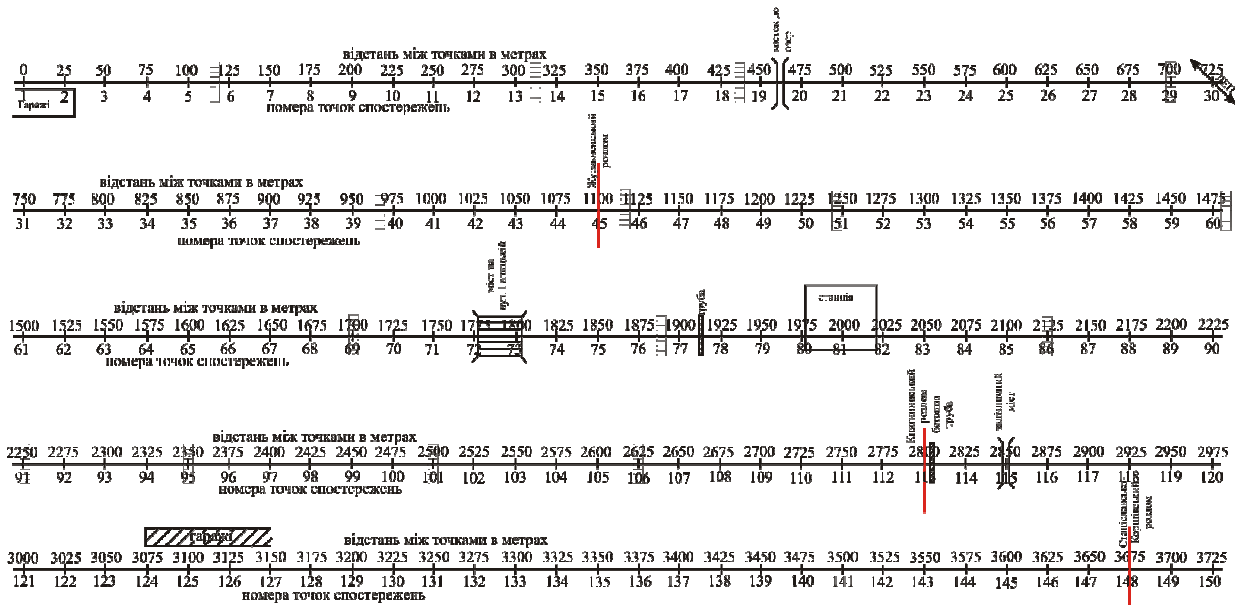 відстань між точками в метрах
0 25 50 75 100 125 150 175 200 225 250 275 300 325 350 375 400 425 450 475 500 525 550 575 600 625 650 675 700 725
1 2 3 4 5 6 7 8 9 10 11 12 13 14 15 16 17 18 19 20 21 22 23 24 25 26 27 28 29 30
Гаражі
номера точок спостережень
розлом
відстань між точками в метрах
750 775 800 825 850 875 900 925 950 975 1000 1025 1050 1075 1100 1125 1150 1175 1200 1225 1250 1275 1300 1325 1350 1375 1400 1425 1450 1475
31 32 33 34 35 36 37 38 39 40 41 42 43 44 45 46 47 48 49 50 51 52 53 54 55 56 57 58 59 60
номера точок спостережень
міст на
труба
станція
відстань між точками в метрах
1500 1525 1550 1575 1600 1625 1650 1675 1700 1725 1750 1775 1800 1825 1850 1875 1900 1925 1950 1975 2000 2025 2050 2075 2100 2125 2150 2175 2200 2225
61 62 63 64 65 66 67 68 69 70 71 72 73 74 75 76 77 78 79 80 81 82 83 84 85 86 87 88 89 90
номера точок спостережень
розлом
бетонна
труба
залізничний
міст
відстань між точками в метрах
2250 2275 2300 2325 2350 2375 2400 2425 2450 2475 2500 2525 2550 2575 2600 2625 2650 2675 2700 2725 2750 2775 2800 2825 2850 2875 2900 2925 2950 2975
91 92 93 94 95 96 97 98 99 100 101 102 103 104 105 106 107 108 109 110 111 112 113 114 115 116 117 118 119 120
номера точок спостережень
розлом
гаражі
відстань між точками в метрах
3000 3025 3050 3075 3100 3125 3150 3175 3200 3225 3250 3275 3300 3325 3350 3375 3400 3425 3450 3475 3500 3525 3550 3575 3600 3625 3650 3675 3700 3725
121 122 123 124 125 126 127 128 129 130 131 132 133 134 135 136 137 138 139 140 141 142 143 144 145 146 147 148 149 150
номера точок спостережень